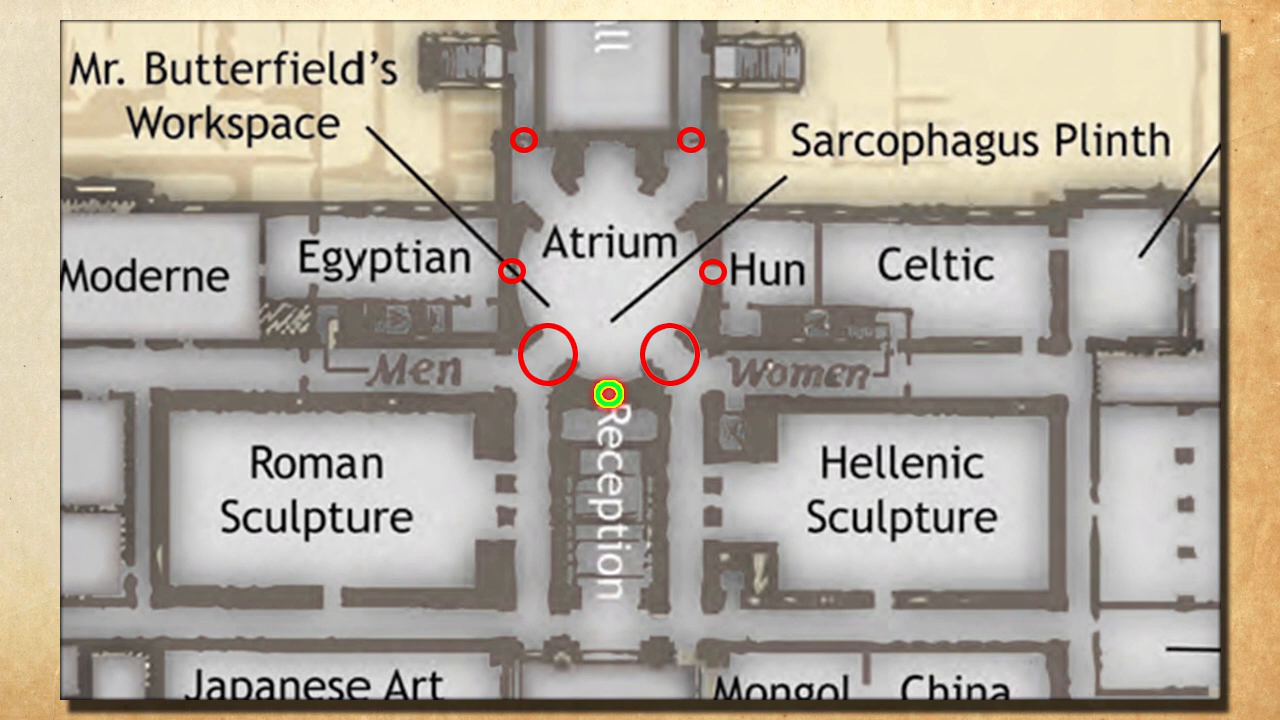 Mr. Butterfield's
Workspace
Sarcophagus Plinth
Atrium
Egyptian
Moderne
Hun
Celtic
Men
Women
Reception
Roman
Sculpture
Hellenic
Sculpture
Japanese Art
Mongol
China